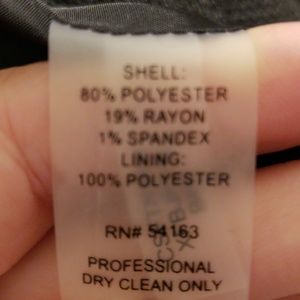 SHELL:
80% POLYESTER
19% RAYON
1% SPANDEX
LINING:
100% POLYESTER
RN# 54163
PROFESSIONAL
DRY CLEAN ONLY